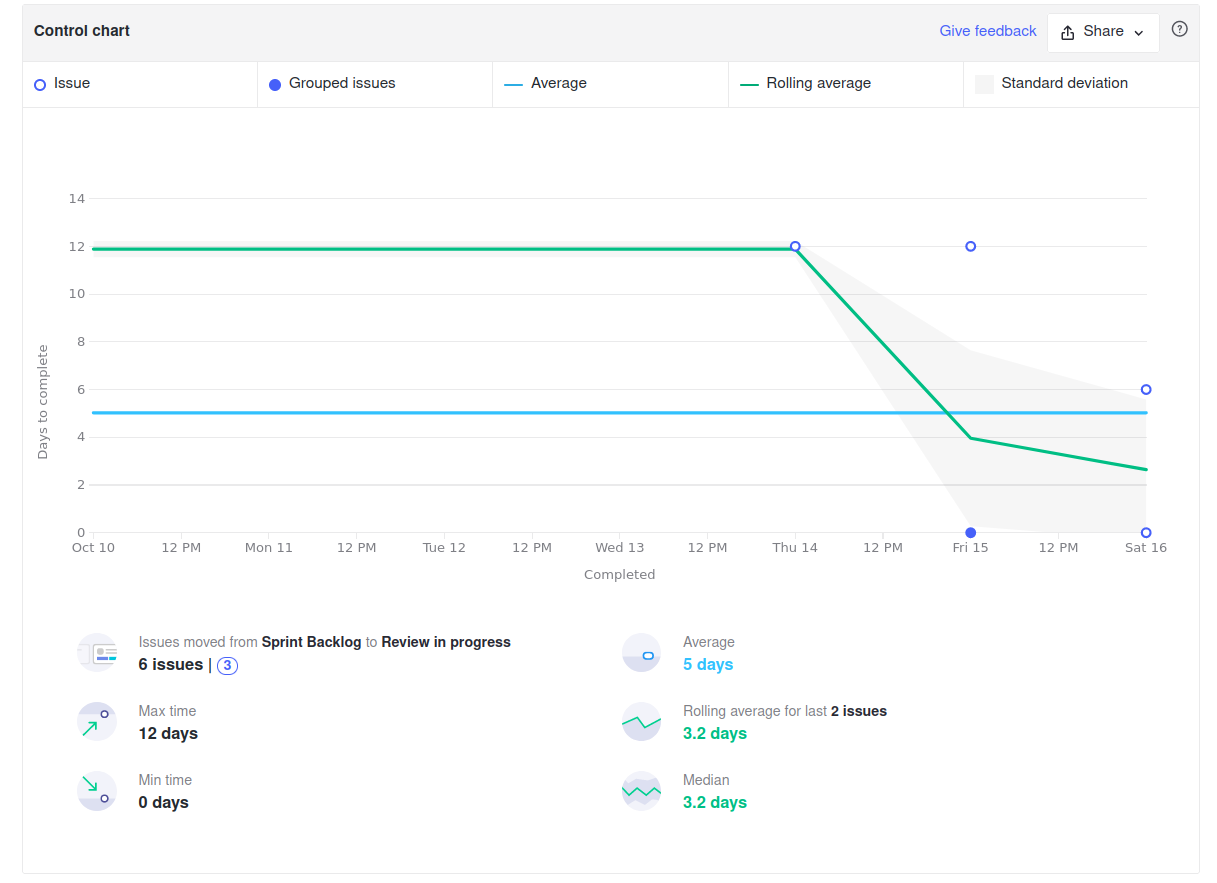 Control chart
Give feedback
Share
?
Issue
Grouped issues
Average
Rolling average
Standard deviation
14
12
10
8
6
4
2
0
Days to complete
Oct 10 12 PM Mon 11 12 PM Tue 12 12 PM Wed 13 12 PM Thu 14 12 PM Fri 15 12 PM Sat 16
Completed
Issues moved from Sprint Backlog to Review in progress
6 issues | 3
Average
5 days
Max time
12 days
Rolling average for last 2 issues
3.2 days
Min time
0 days
Median
3.2 days